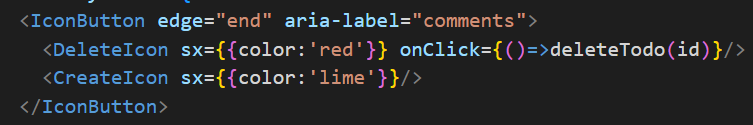 <IconButton edge="end" aria-label="comments">
<DeleteIcon sx={{color:'red'}} onClick={()=>deleteTodo(id)}/>
<CreateIcon sx={{color:'lime'}}/>
</IconButton>